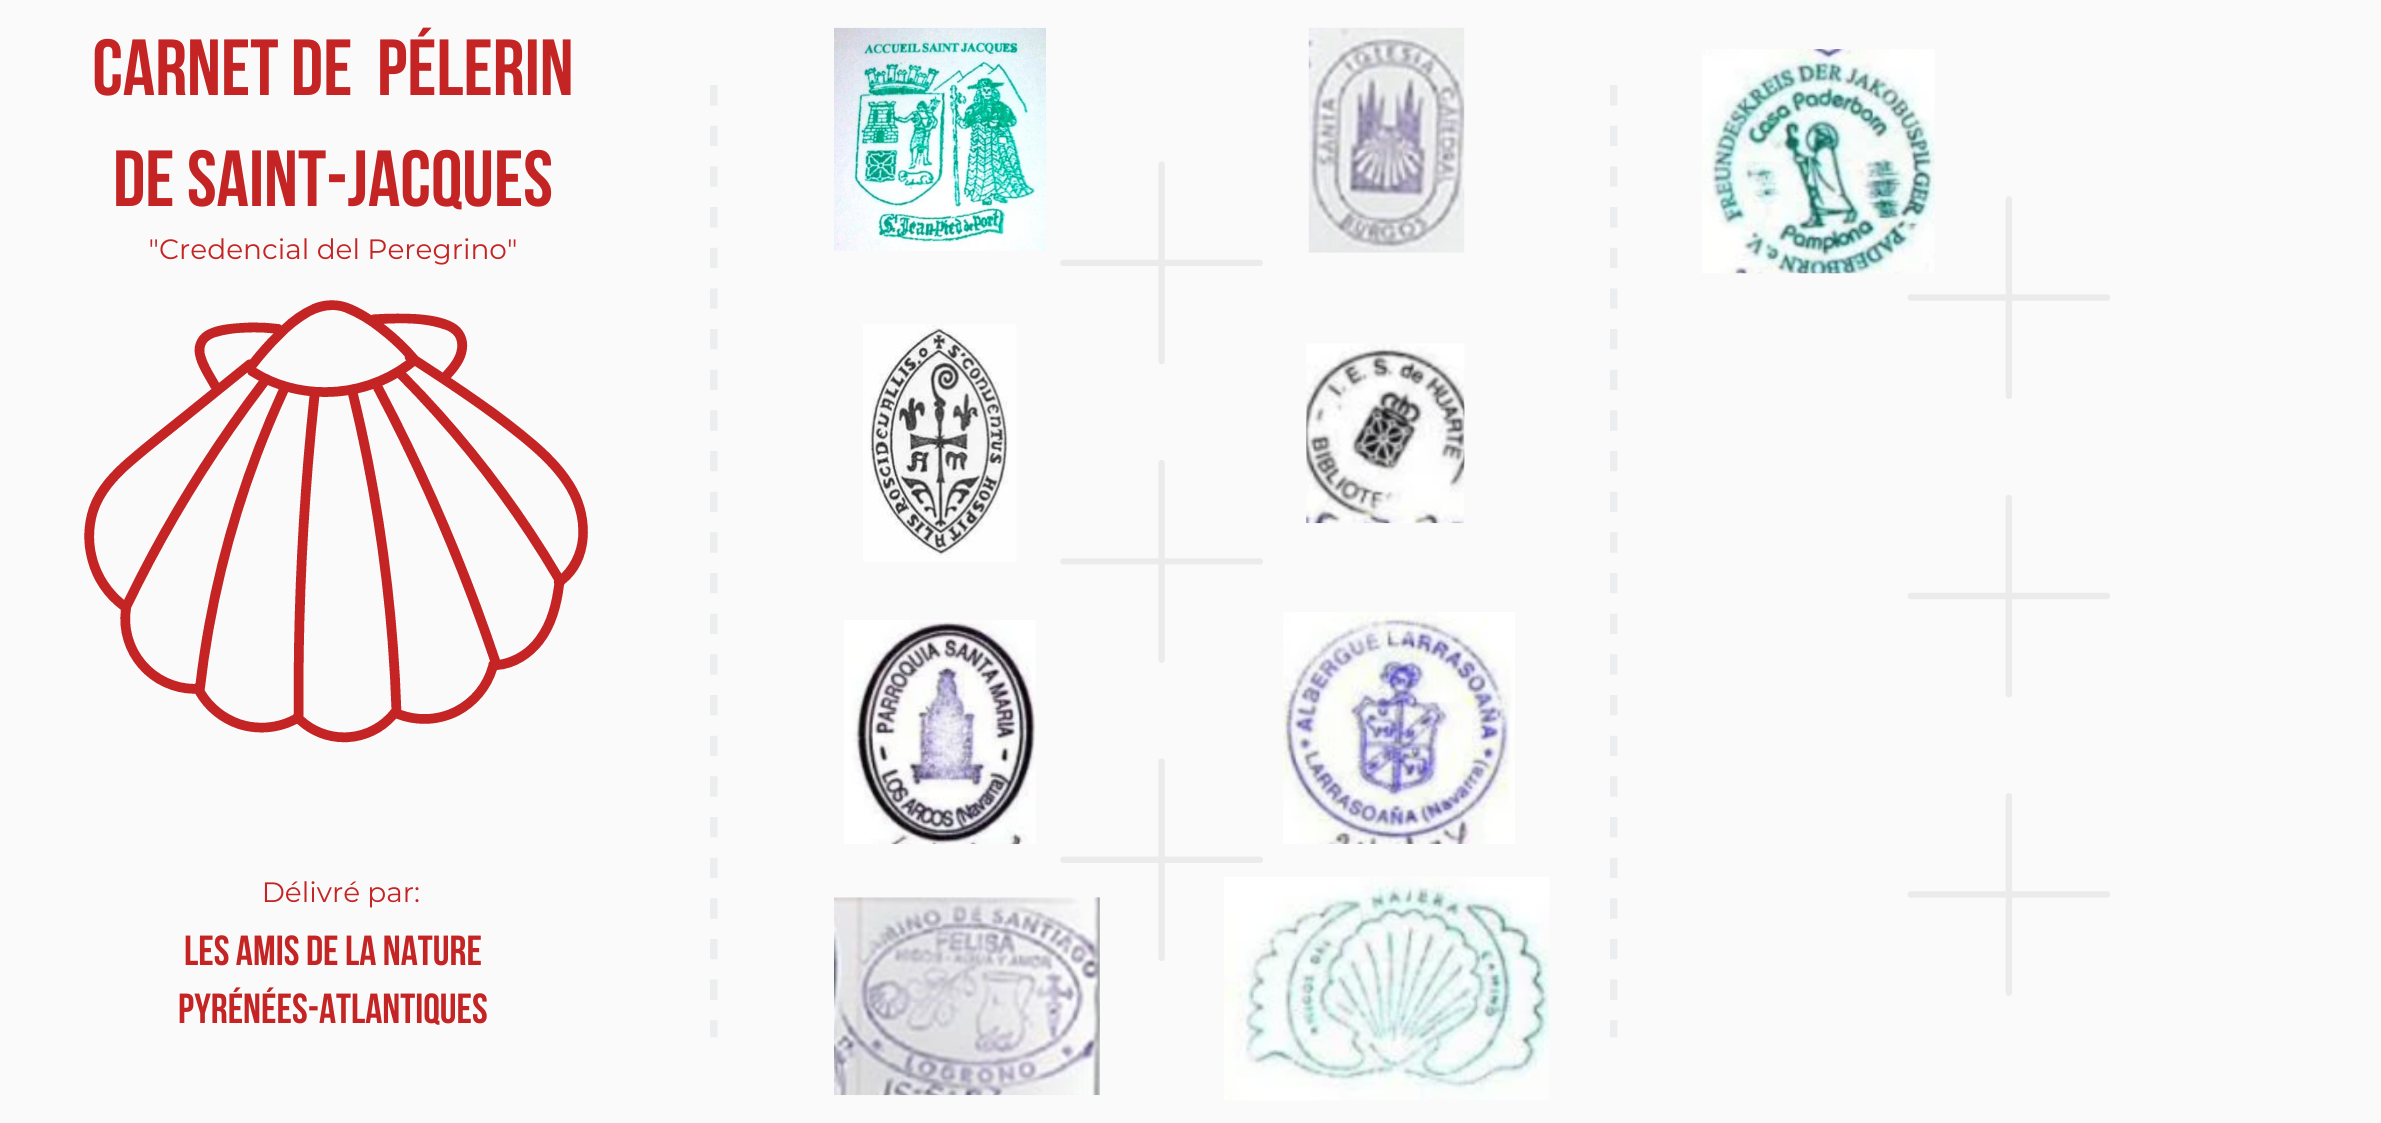 CARNET DE PÉLERIN
DE SAINT-JACQUES
"Credencial del Peregrino"
Délivré par:
LES AMIS DE LA NATURE
PYRÉNÉES-ATLANTIQUES
ACCUEIL SAINT JACQUES
St Jean Pied de Port
SANTA IGLESIA CATEDRAL
BURGOS
S' CONVENTUS HOSPITALIS ROSCIDEVALLIS.
A M
I. E. S. de HUARTE
BIBLIOTE
PARROQUIA SANTA MARIA
LOS ARCOS (Navarra)
ALBERGUE LARRASOAÑA
LARRASOAÑA (Navarra)
AMINO DE SANTIAGO
FELISA
HIGOS - AGUA Y AMOR
LOGROÑO
NAJERA
AMIGOS DEL
CAMINO
FREUNDESKREIS DER JAKOBUSPILGER - PADERBORN e.V.
Casa Paderborn
Pamplona